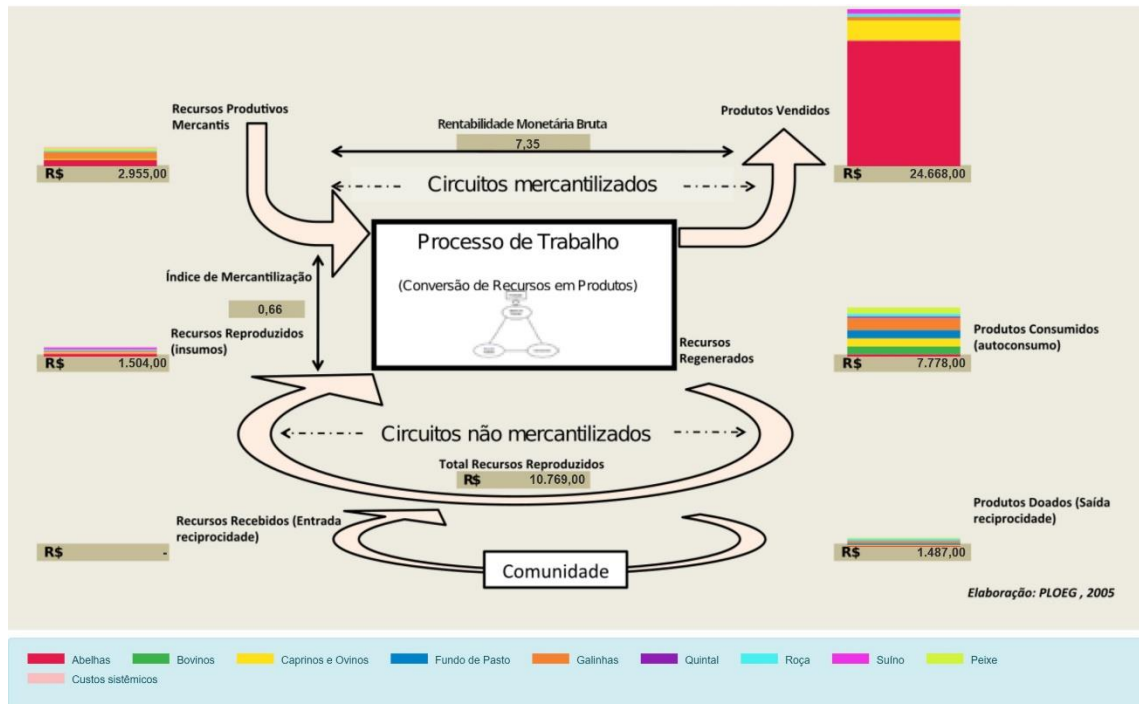 Recursos Produtivos
Mercantis
R$ 2.955,00
Rentabilidade Monetária Bruta
7,35
Produtos Vendidos
R$ 24.668,00
Circuitos mercantilizados
Processo de Trabalho
(Conversão de Recursos em Produtos)
Índice de Mercantilização
0,66
Recursos Reproduzidos
(insumos)
R$ 1.504,00
Recursos
Regenerados
Produtos Consumidos
(autoconsumo)
R$ 7.778,00
Circuitos não mercantilizados
Total Recursos Reproduzidos
R$ 10.769,00
Recursos Recebidos (Entrada
reciprocidade)
R$ -
Produtos Doados (Saída
reciprocidade)
R$ 1.487,00
Comunidade
Elaboração: PLOEG , 2005
Abelhas
Bovinos
Caprinos e Ovinos
Fundo de Pasto
Galinhas
Quintal
Roça
Suíno
Peixe
Custos sistêmicos